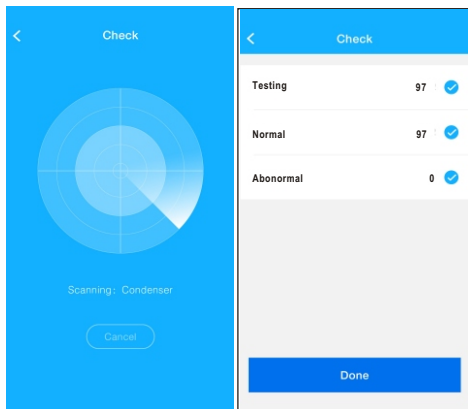 Check
Scanning: Condenser
Cancel
Check
Testing 97
Normal 97
Abonormal 0
Done